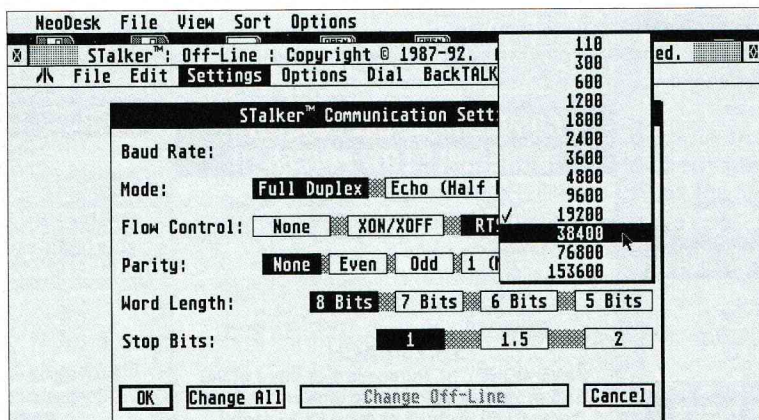 NeoDesk File View Sort Options
STalker™: Off-Line : Copyright © 1987-92. ed.
File Edit Settings Options Dial BackTALK
STalker™ Communication Sett
Baud Rate:
110
300
600
1200
1800
2400
3600
4800
9600
✓ 19200
38400
76800
153600
Mode: Full Duplex Echo (Half
Flow Control: None XON/XOFF RT
Parity: None Even Odd 1
Word Length: 8 Bits 7 Bits 6 Bits 5 Bits
Stop Bits: 1 1.5 2
OK Change All Change Off-Line Cancel